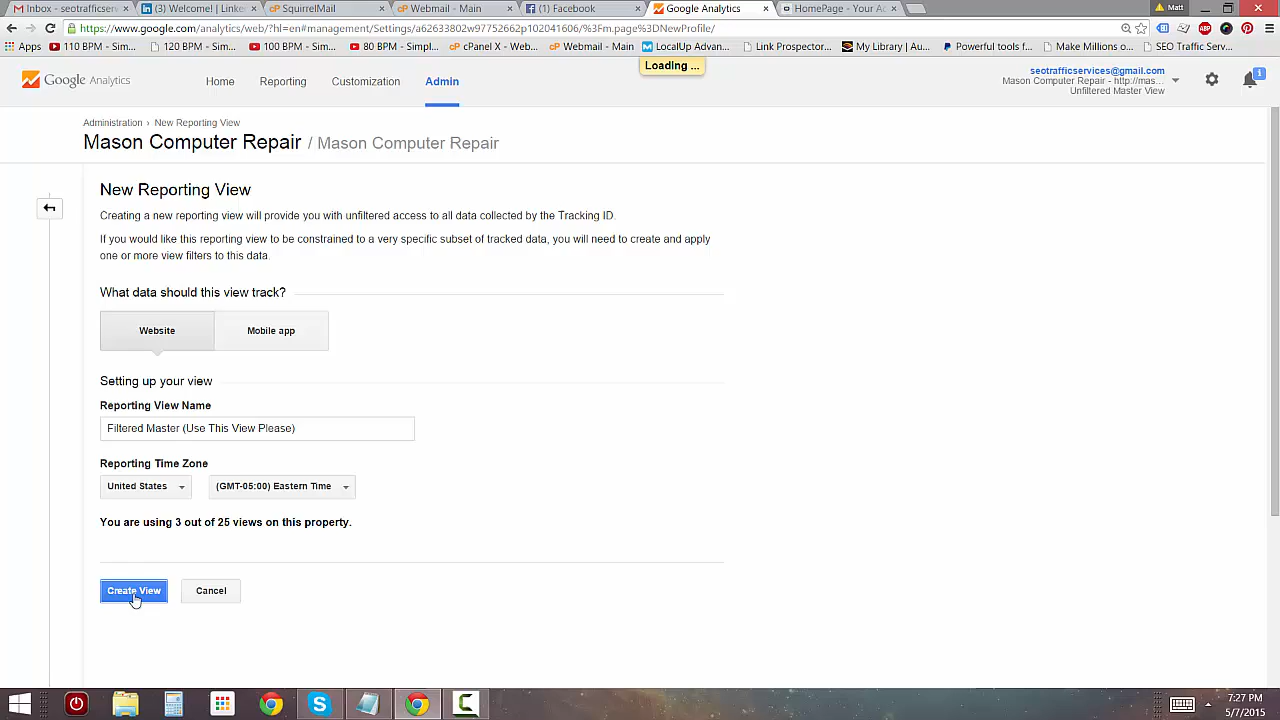 Inbox - seotrafficserv
Welcome! | Linke
SquirrelMail
Webmail - Main
(1) Facebook
Google Analytics
HomePage - Your Ac
Matt
https://www.google.com/analytics/web/?hl=en#management/Settings/a62633802w97752662p102041606/%3Fm.page%3DNewProfile/
Apps
110 BPM - Sim...
120 BPM - Sim...
100 BPM - Sim...
80 BPM - Simpl...
cPanel X - Web...
Webmail - Main
LocalUp Advan...
Link Prospector...
My Library | Au...
Powerful tools f...
Make Millions o...
SEO Traffic Serv...
Loading ...
Google Analytics
Home
Reporting
Customization
Admin
seotrafficservices@gmail.com
Mason Computer Repair - http://mas...
Unfiltered Master View
1
Administration › New Reporting View
Mason Computer Repair / Mason Computer Repair
New Reporting View
Creating a new reporting view will provide you with unfiltered access to all data collected by the Tracking ID.
If you would like this reporting view to be constrained to a very specific subset of tracked data, you will need to create and apply
one or more view filters to this data.
What data should this view track?
Website
Mobile app
Setting up your view
Reporting View Name
Filtered Master (Use This View Please)
Reporting Time Zone
United States
(GMT-05:00) Eastern Time
You are using 3 out of 25 views on this property.
Create View
Cancel
7:27 PM
5/7/2015